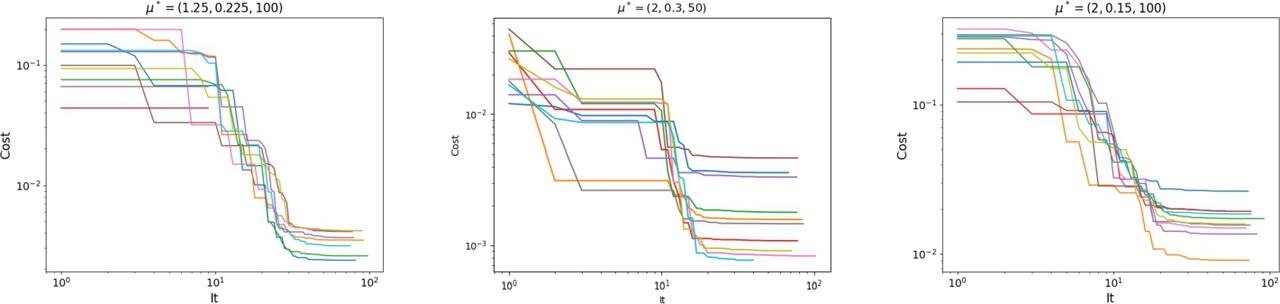 μ* = (1.25, 0.225, 100)
Cost
10⁻¹
10⁻²
10⁰
10¹
10²
It
μ* = (2, 0.3, 50)
Cost
10⁻²
10⁻³
10⁰
10¹
10²
It
μ* = (2, 0.15, 100)
Cost
10⁻¹
10⁻²
10⁰
10¹
10²
It